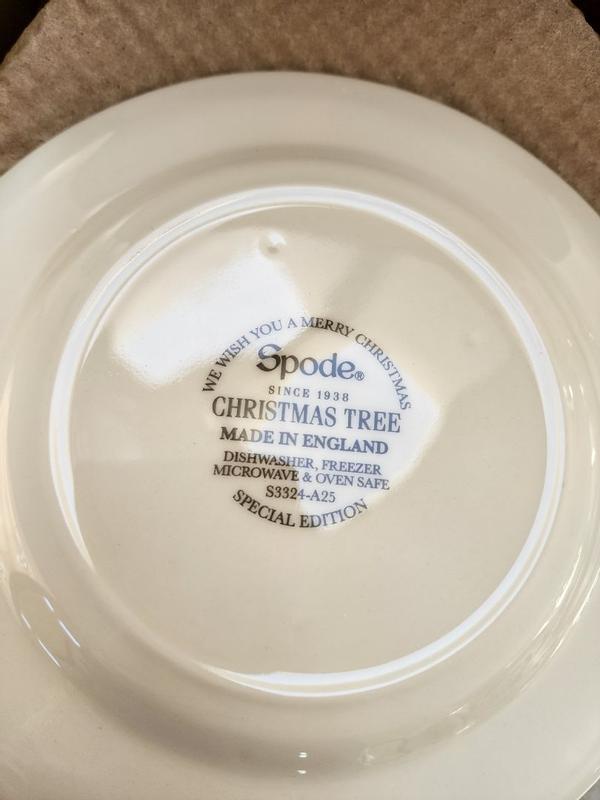 WE WISH YOU A MERRY CHRISTMAS
Spode®
SINCE 1938
CHRISTMAS TREE
MADE IN ENGLAND
DISHWASHER, FREEZER
MICROWAVE & OVEN SAFE
S3324-A25
SPECIAL EDITION